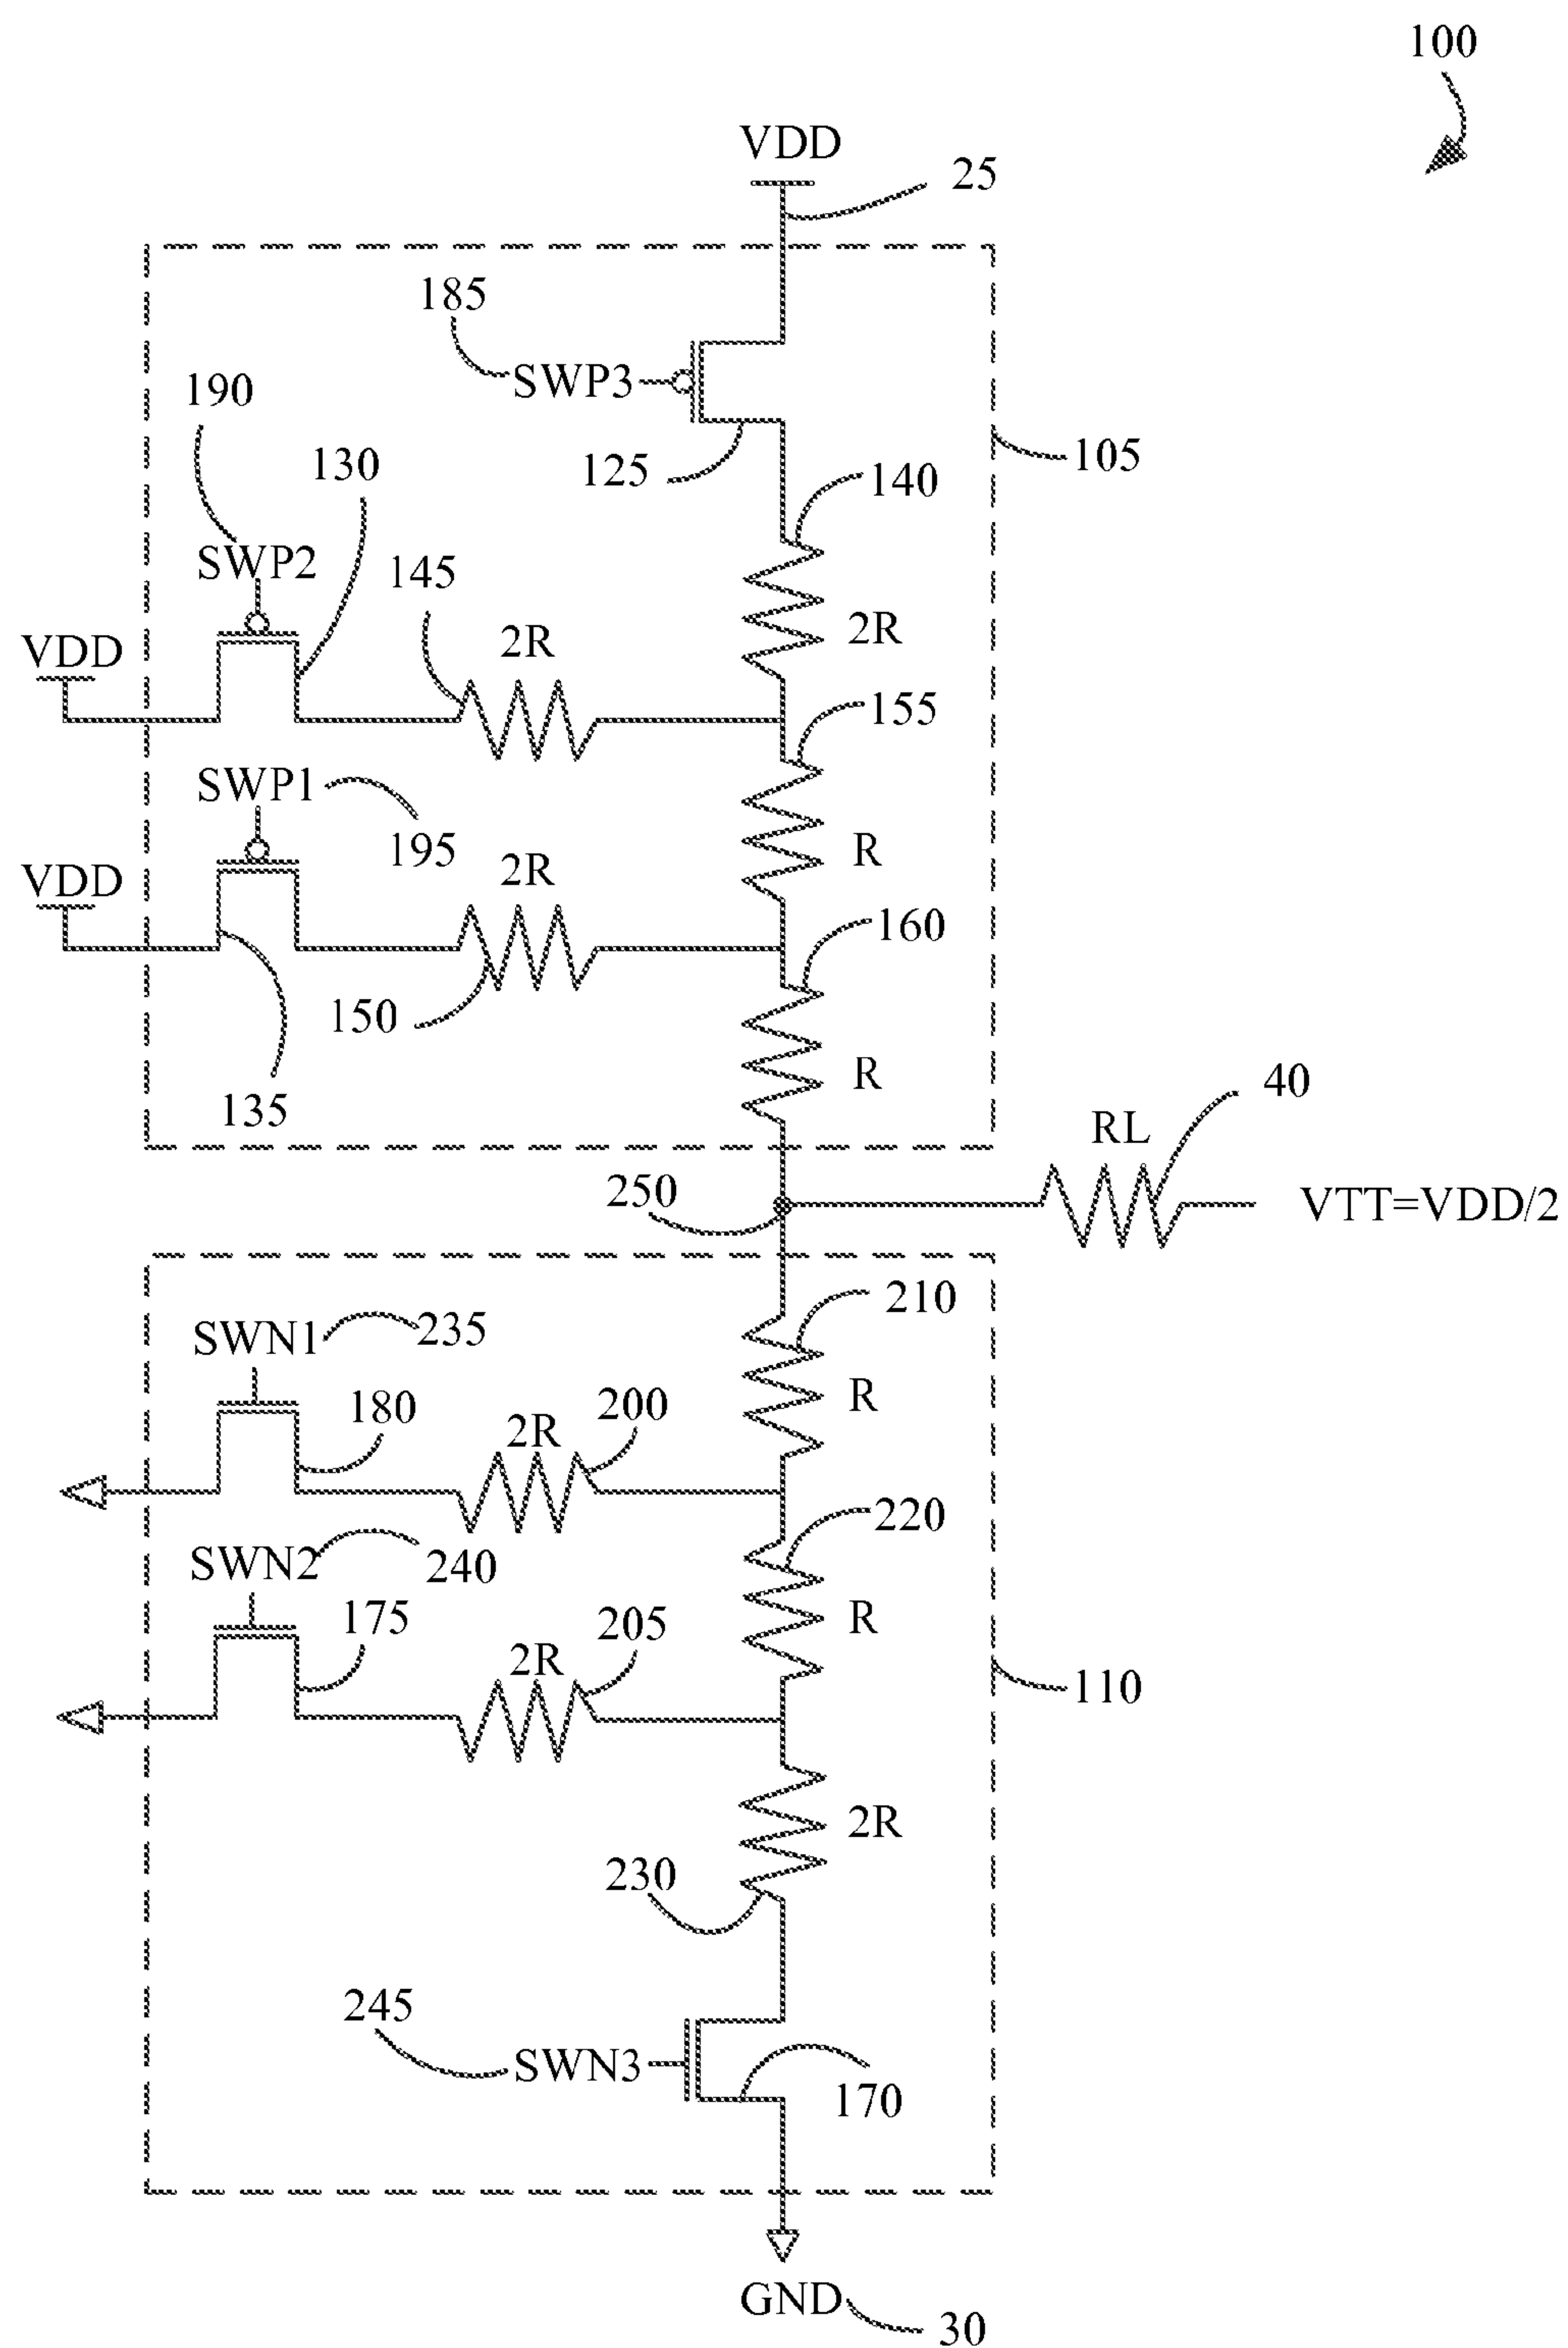 100
VDD
25
185
SWP3
190
130
125
105
140
SWP2
145
2R
2R
VDD
155
SWP1
195
2R
R
VDD
160
150
R
135
40
RL
250
VTT=VDD/2
210
SWN1
235
180
200
2R
R
220
SWN2
240
175
205
2R
R
110
2R
230
245
SWN3
170
GND
30